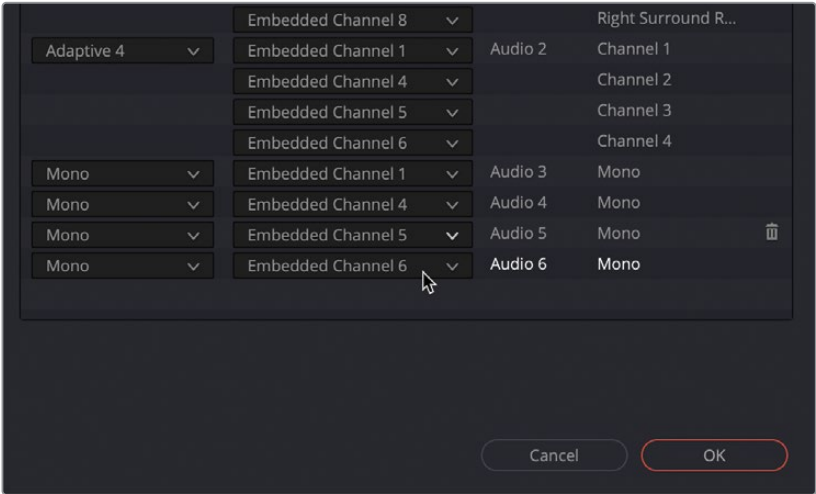 Embedded Channel 8 Right Surround R...
Adaptive 4 Embedded Channel 1 Audio 2 Channel 1
Embedded Channel 4 Channel 2
Embedded Channel 5 Channel 3
Embedded Channel 6 Channel 4
Mono Embedded Channel 1 Audio 3 Mono
Mono Embedded Channel 4 Audio 4 Mono
Mono Embedded Channel 5 Audio 5 Mono
Mono Embedded Channel 6 Audio 6 Mono
Cancel OK